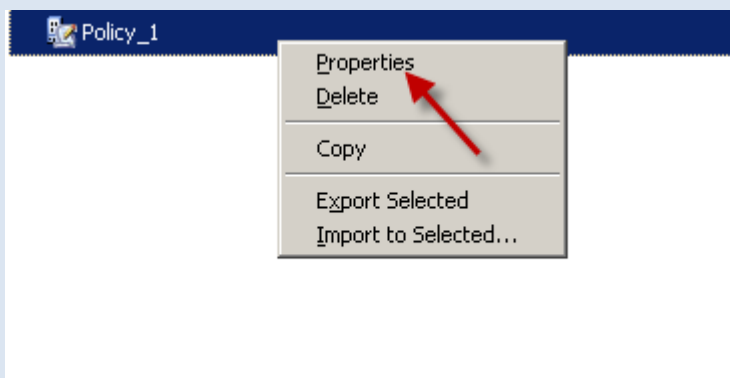 Policy_1
Properties
Delete
Copy
Export Selected
Import to Selected...